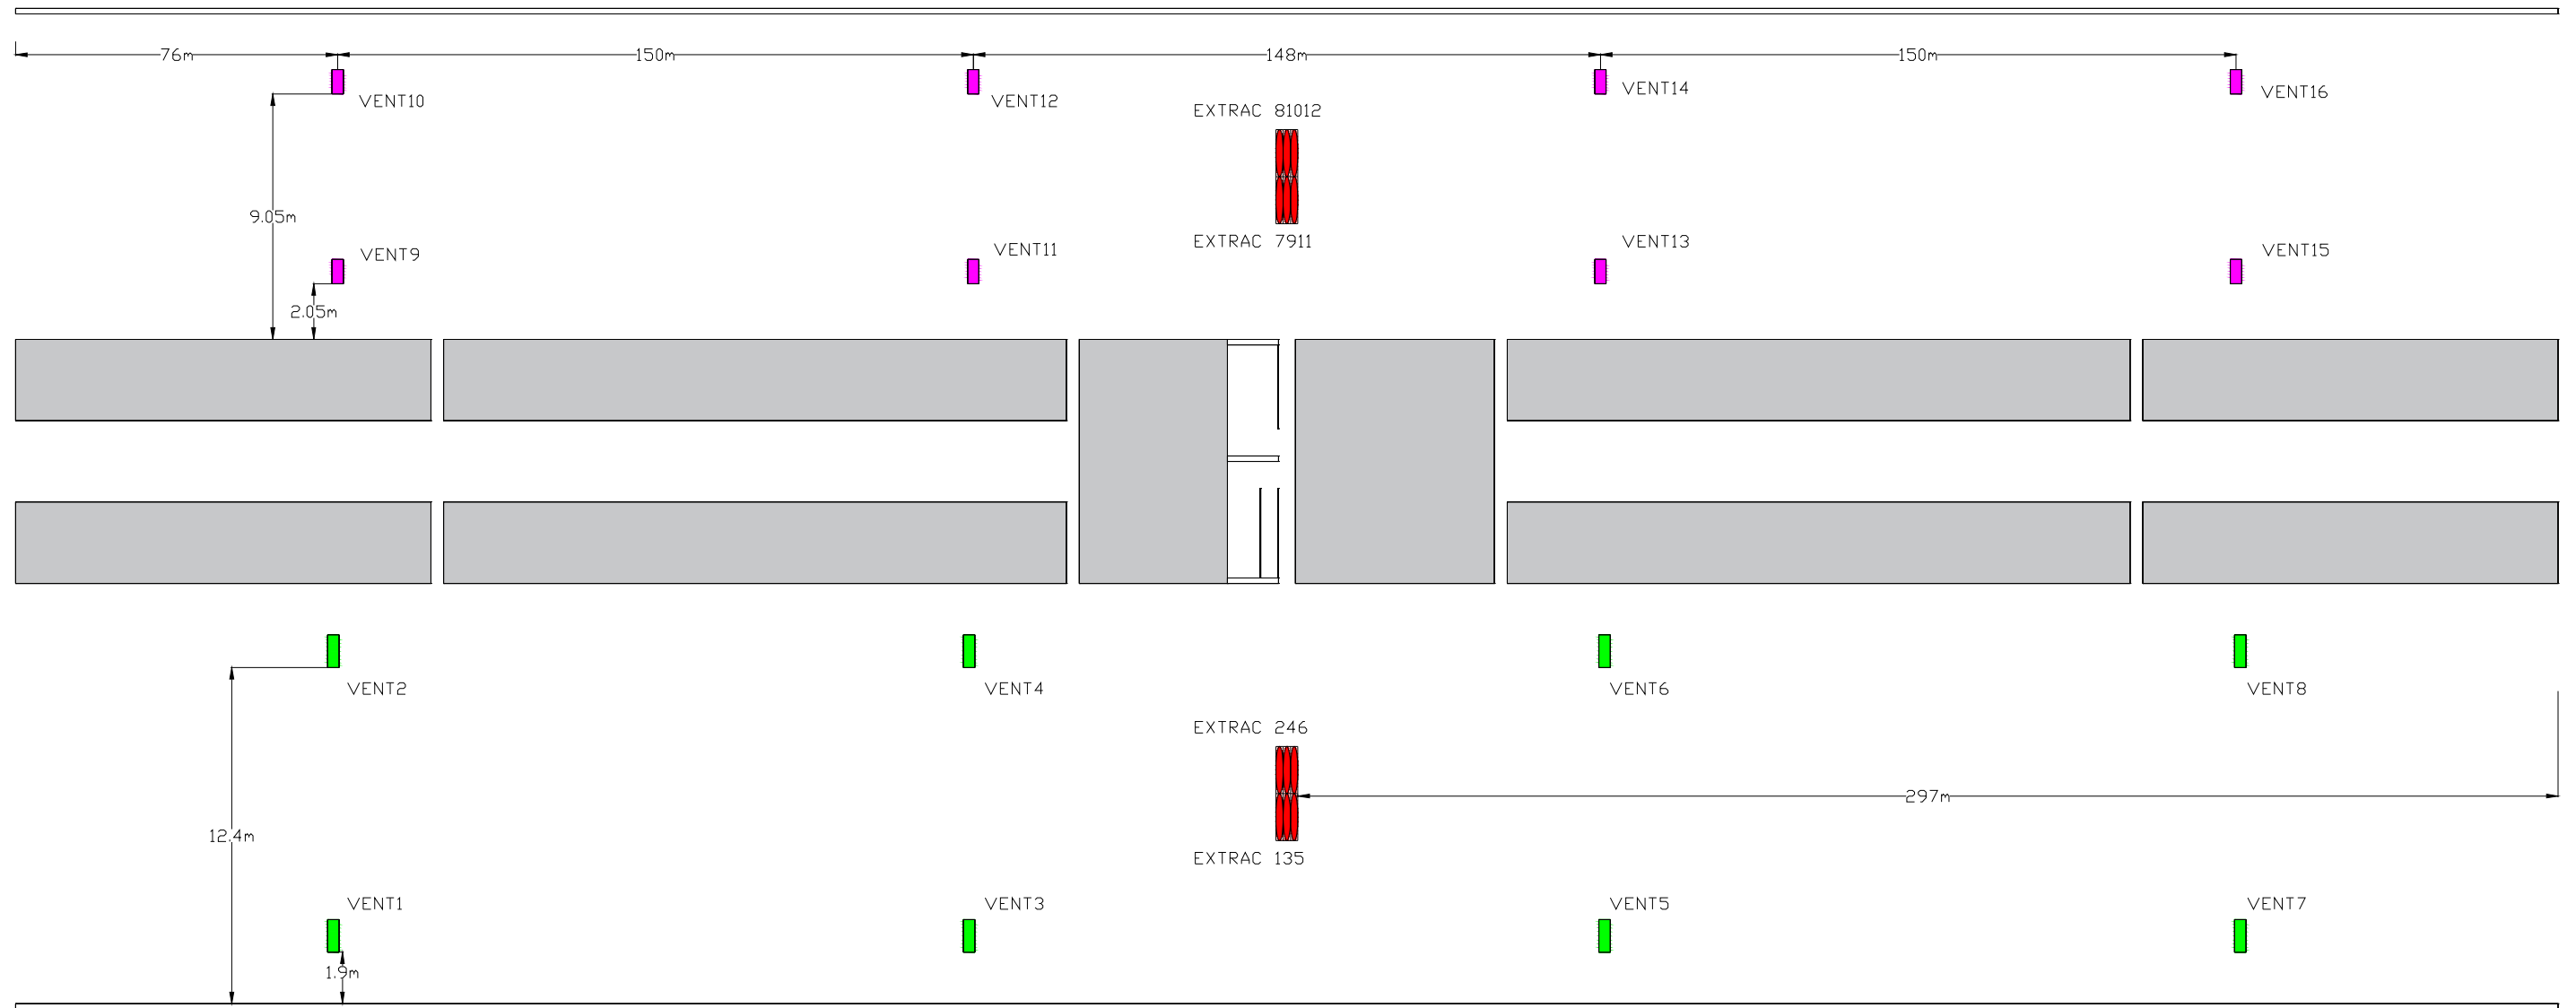 76m
150m
148m
150m
VENT10
VENT12
VENT14
VENT16
EXTRAC 81012
9.05m
EXTRAC 7911
VENT9
VENT11
VENT13
VENT15
2.05m
VENT2
VENT4
VENT6
VENT8
EXTRAC 246
297m
12.4m
EXTRAC 135
VENT1
VENT3
VENT5
VENT7
1.9m